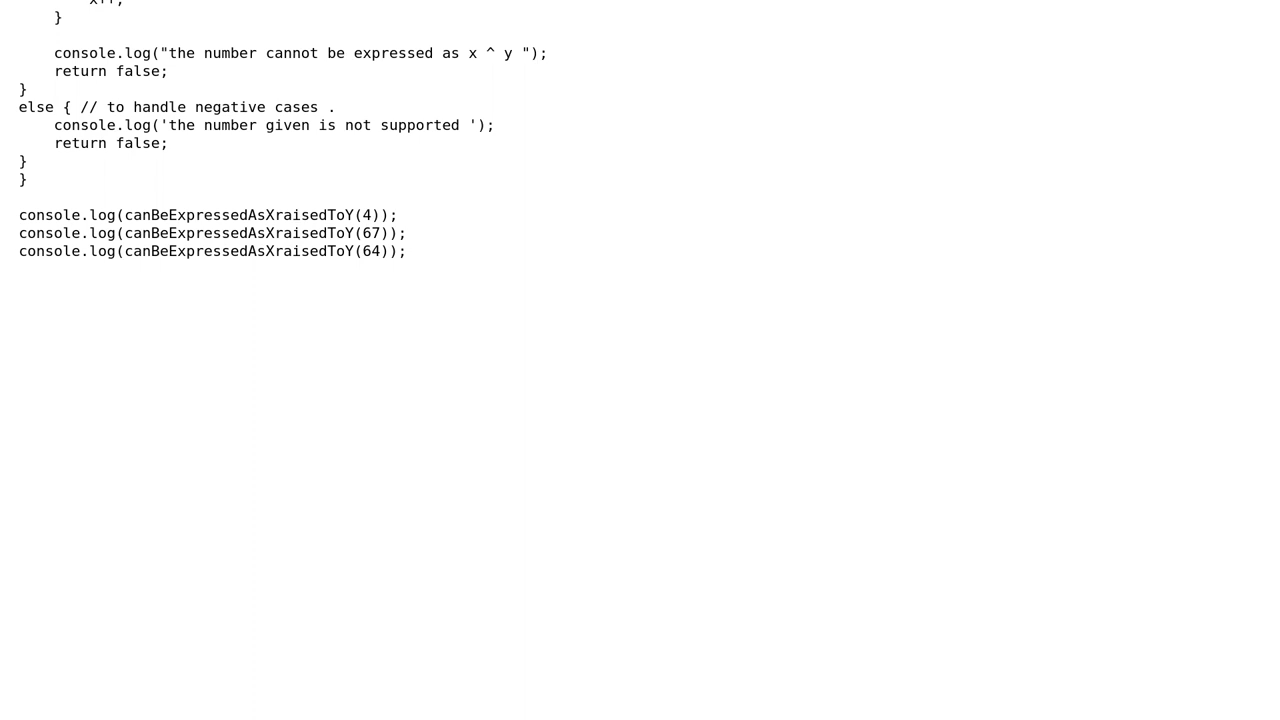 }
console.log("the number cannot be expressed as x ^ y ");
return false;
}
else { // to handle negative cases .
console.log('the number given is not supported ');
return false;
}
}
console.log(canBeExpressedAsXraisedToY(4));
console.log(canBeExpressedAsXraisedToY(67));
console.log(canBeExpressedAsXraisedToY(64));